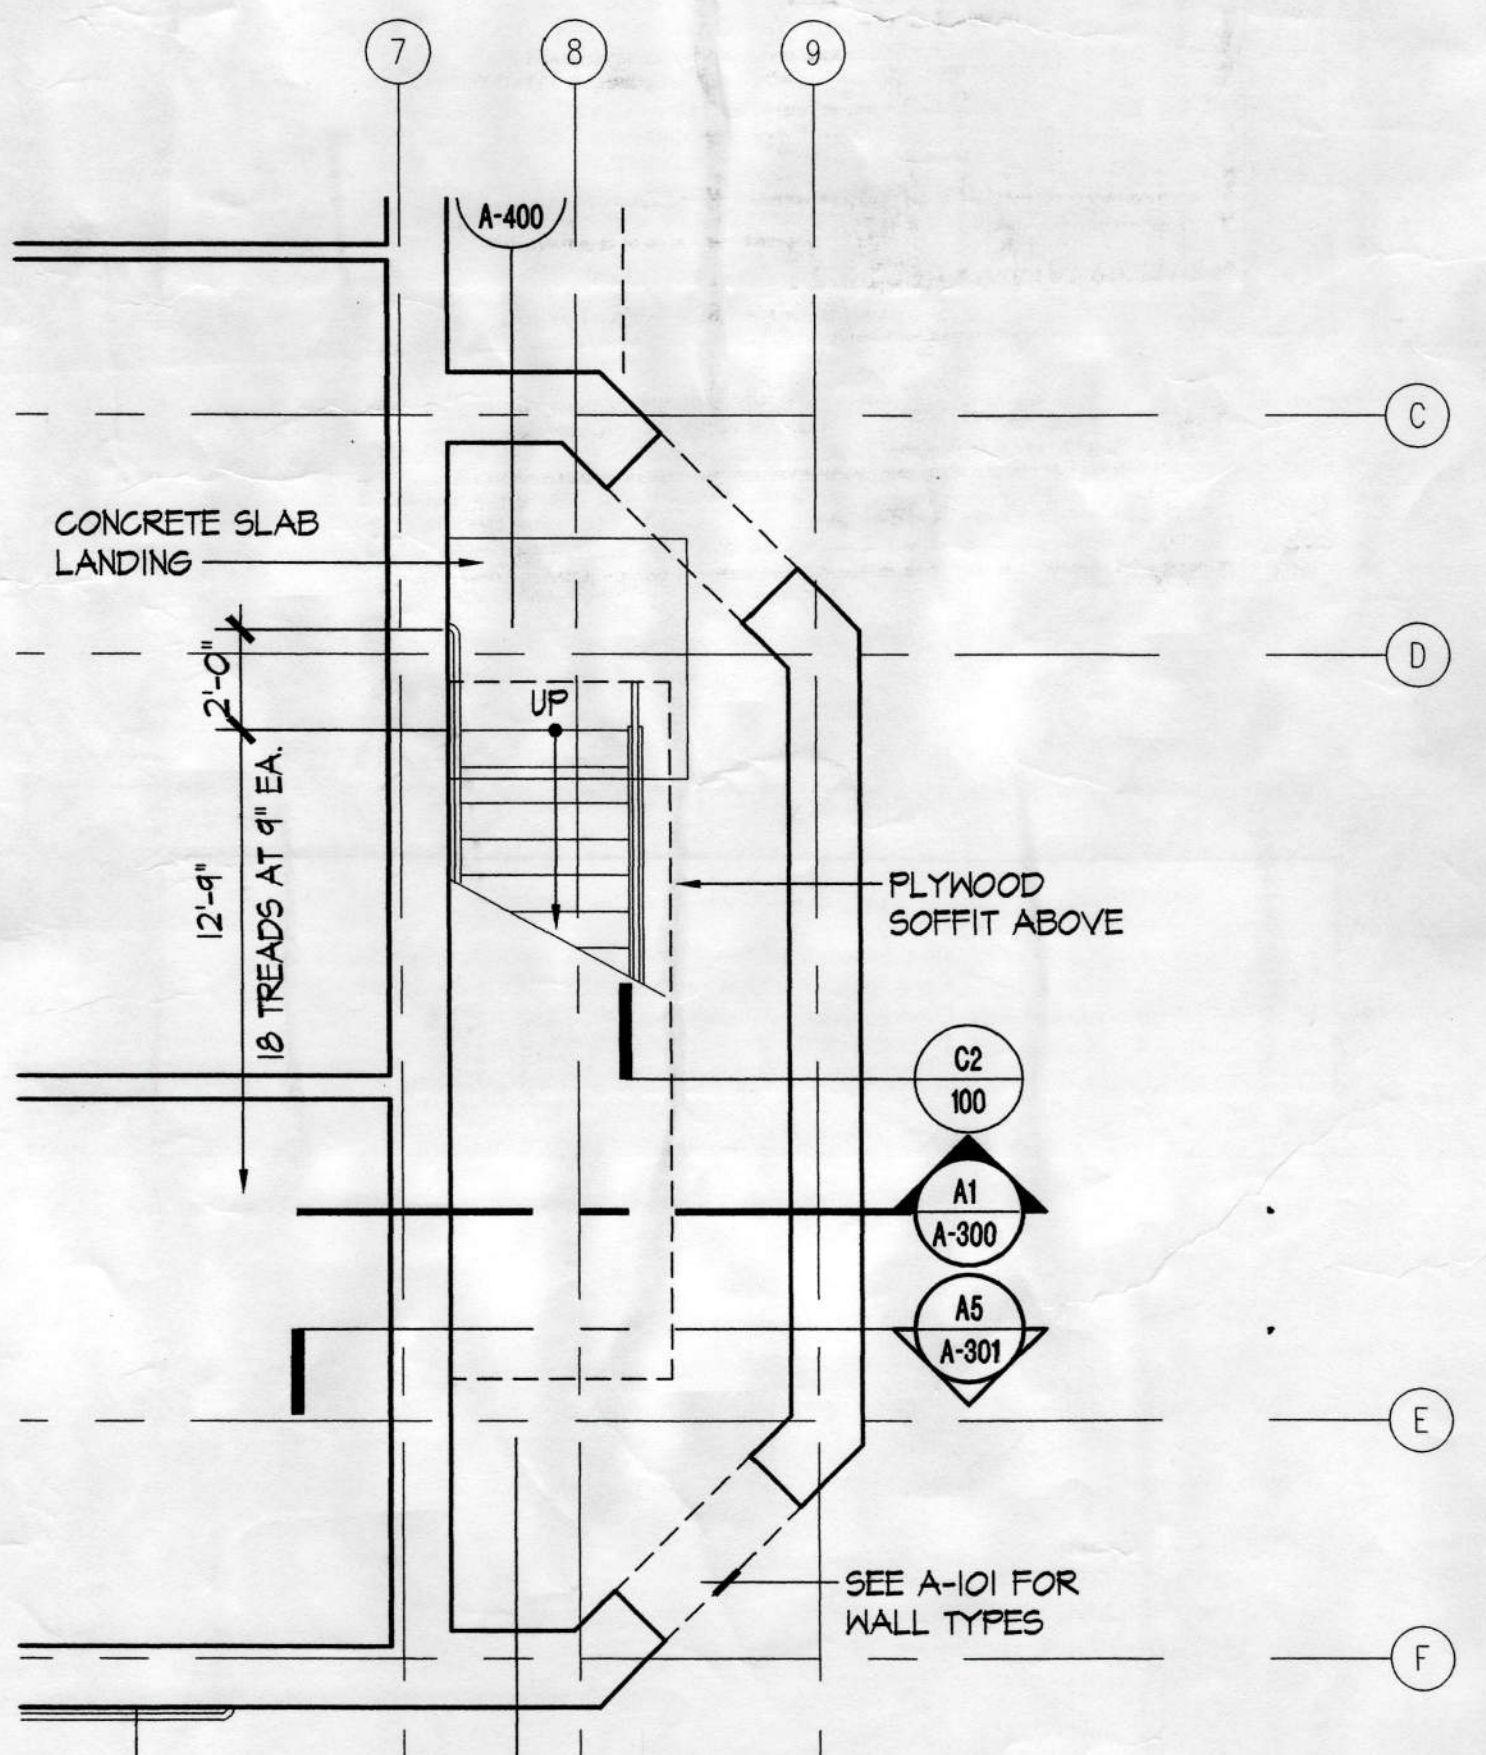 7
8
9
A-400
C
CONCRETE SLAB
LANDING
D
2'-0"
UP
12'-9"
18 TREADS AT 9" EA.
PLYWOOD
SOFFIT ABOVE
C2
100
A1
A-300
A5
A-301
E
SEE A-101 FOR
WALL TYPES
F